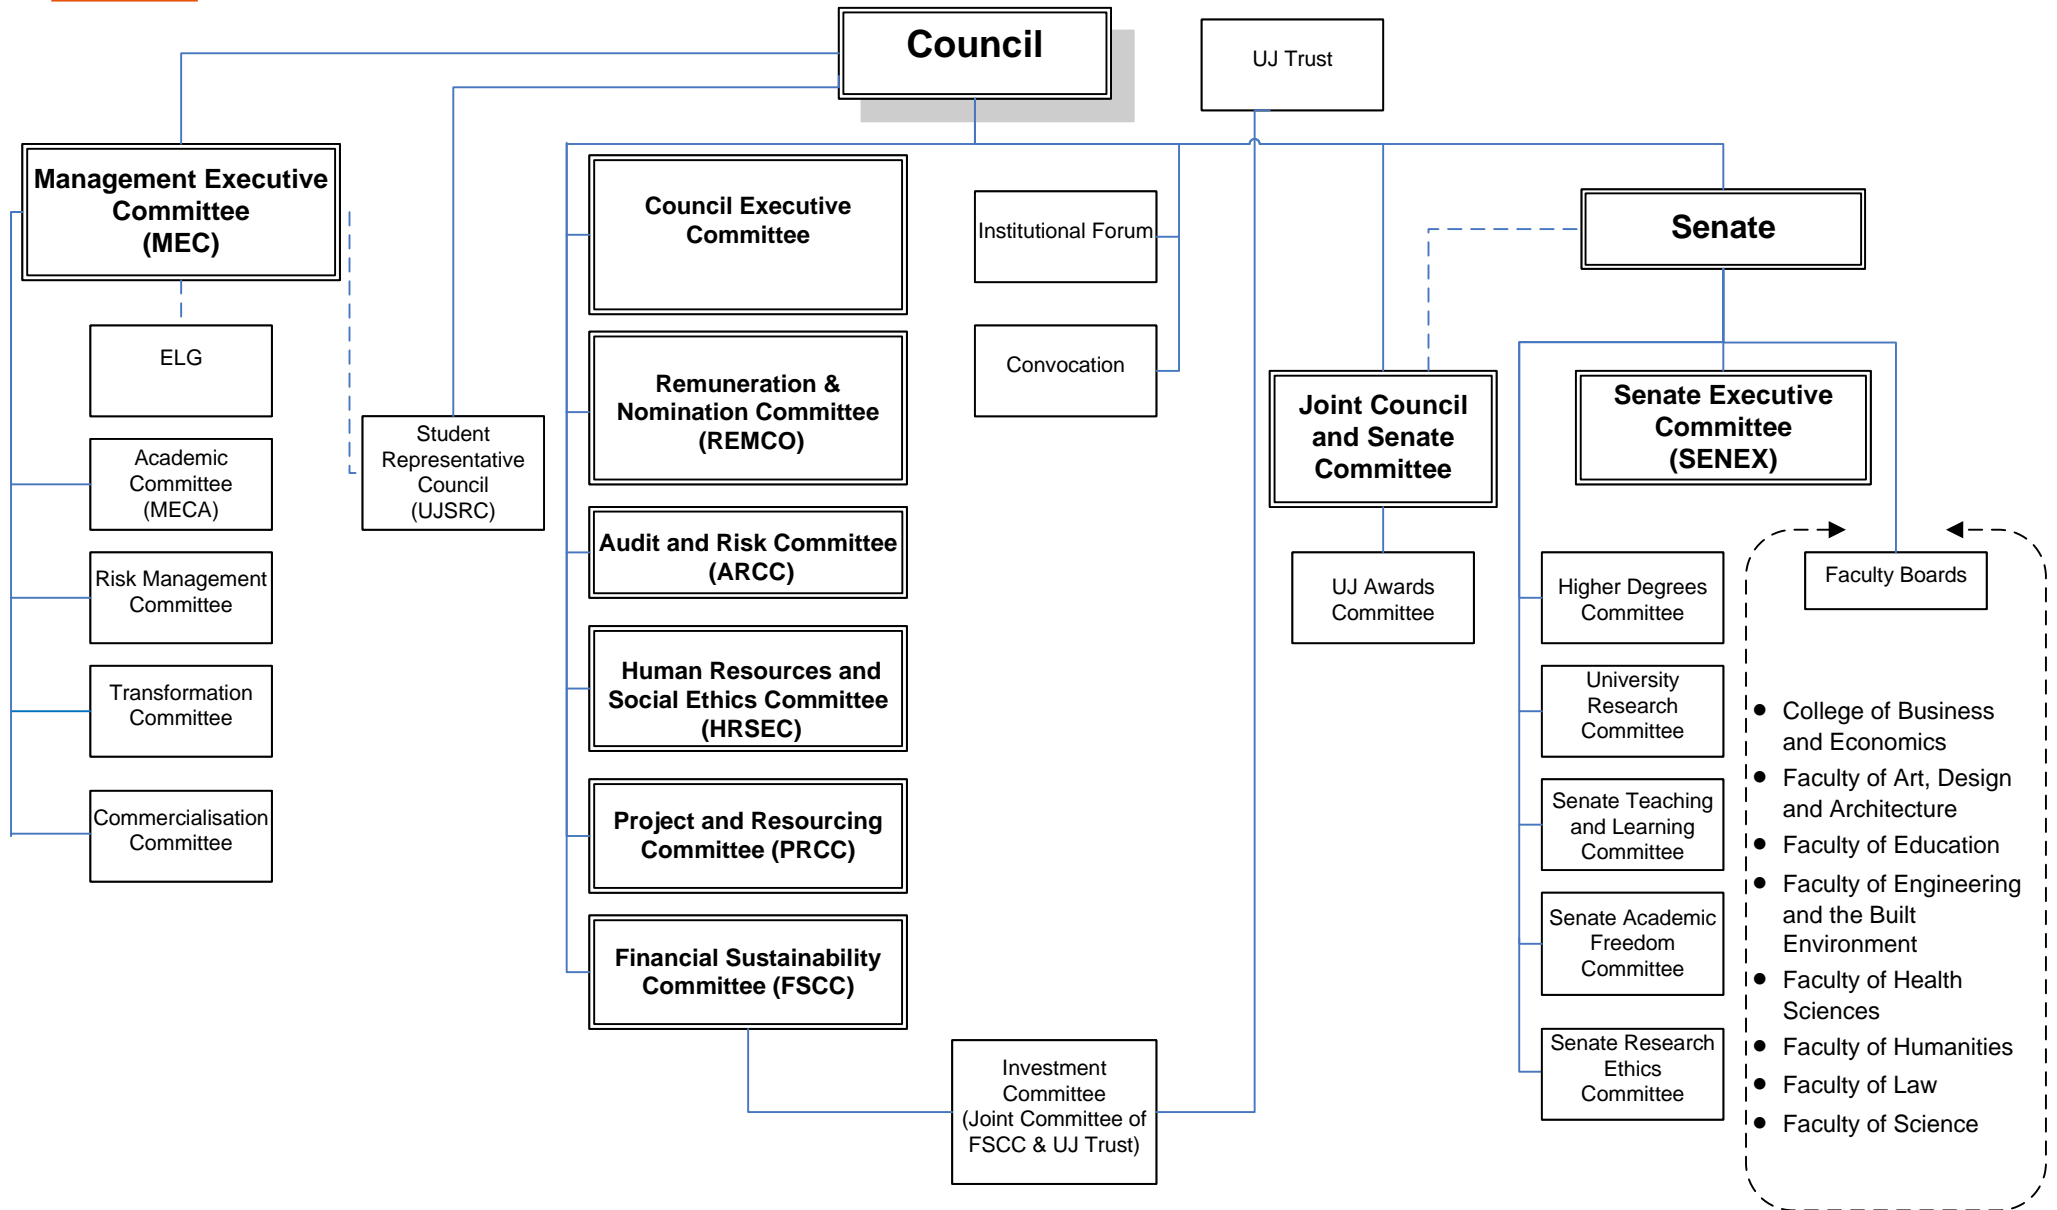 Council
UJ Trust
Management Executive
Committee
(MEC)
ELG
Academic
Committee
(MECA)
Risk Management
Committee
Transformation
Committee
Commercialisation
Committee
Student
Representative
Council
(UJSRC)
Council Executive
Committee
Remuneration &
Nomination Committee
(REMCO)
Audit and Risk Committee
(ARCC)
Human Resources and
Social Ethics Committee
(HRSEC)
Project and Resourcing
Committee (PRCC)
Financial Sustainability
Committee (FSCC)
Institutional Forum
Convocation
Investment
Committee
(Joint Committee of
FSCC & UJ Trust)
Joint Council
and Senate
Committee
UJ Awards
Committee
Senate
Senate Executive
Committee
(SENEX)
Higher Degrees
Committee
University
Research
Committee
Senate Teaching
and Learning
Committee
Senate Academic
Freedom
Committee
Senate Research
Ethics
Committee
Faculty Boards
• College of Business
and Economics
• Faculty of Art, Design
and Architecture
• Faculty of Education
• Faculty of Engineering
and the Built
Environment
• Faculty of Health
Sciences
• Faculty of Humanities
• Faculty of Law
• Faculty of Science